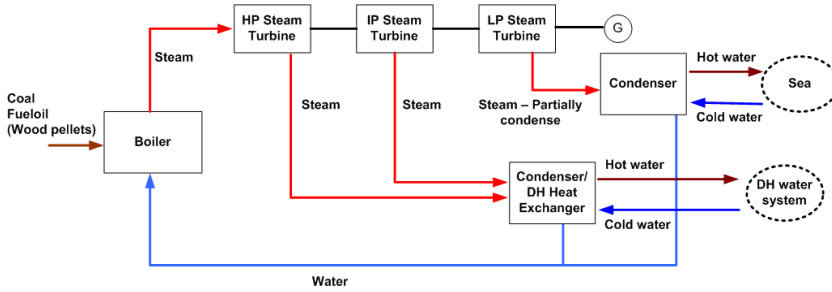 HP Steam
Turbine
IP Steam
Turbine
LP Steam
Turbine
G
Steam
Hot water
Condenser
Sea
Cold water
Steam
Steam
Steam – Partially
condense
Coal
Fueloil
(Wood pellets)
Boiler
Hot water
Condenser/
DH Heat
Exchanger
DH water
system
Cold water
Water